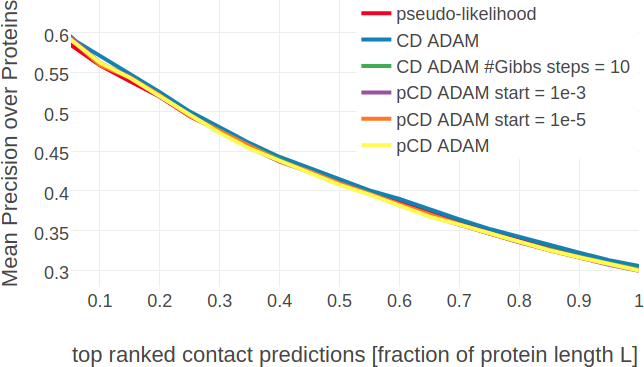 Mean Precision over Proteins
0.6
0.55
0.5
0.45
0.4
0.35
0.3
pseudo-likelihood
CD ADAM
CD ADAM #Gibbs steps = 10
pCD ADAM start = 1e-3
pCD ADAM start = 1e-5
pCD ADAM
0.1 0.2 0.3 0.4 0.5 0.6 0.7 0.8 0.9 1
top ranked contact predictions [fraction of protein length L]